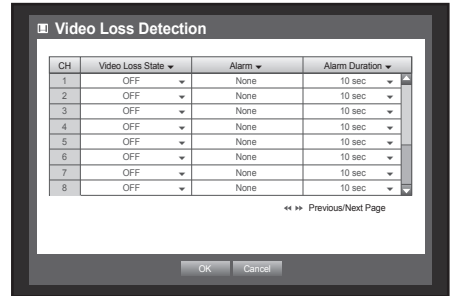 Video Loss Detection
CH Video Loss State Alarm Alarm Duration
1 OFF None 10 sec
2 OFF None 10 sec
3 OFF None 10 sec
4 OFF None 10 sec
5 OFF None 10 sec
6 OFF None 10 sec
7 OFF None 10 sec
8 OFF None 10 sec
Previous/Next Page
OK Cancel